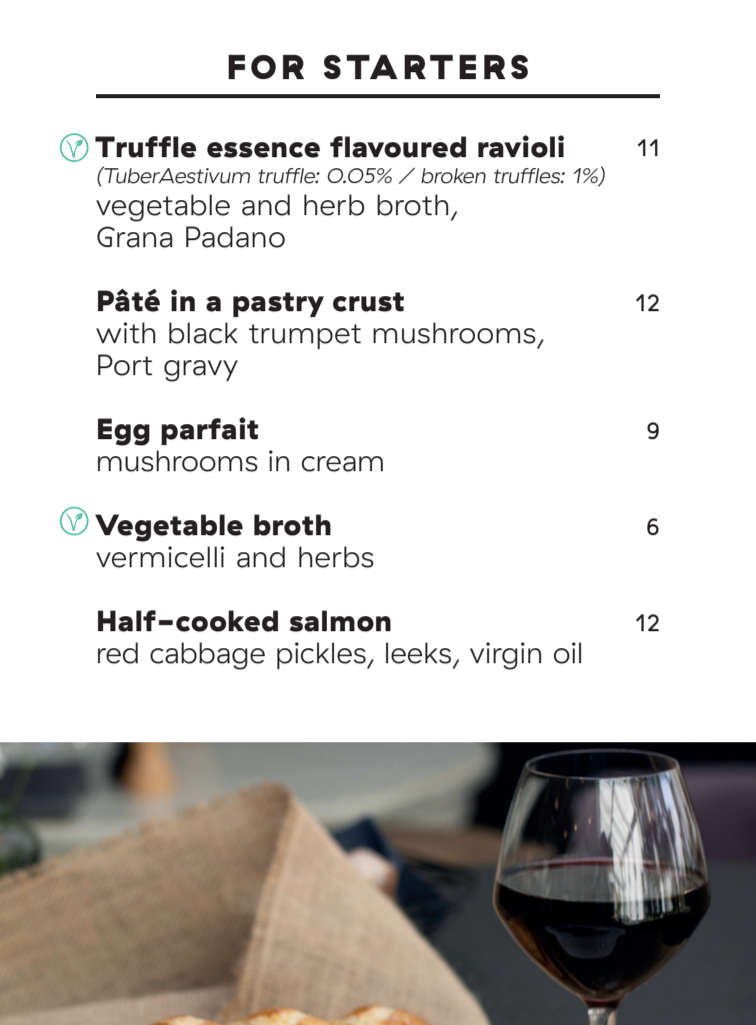 FOR STARTERS
Truffle essence flavoured ravioli 11
(TuberAestivum truffle: 0.05% / broken truffles: 1%)
vegetable and herb broth,
Grana Padano
Pâté in a pastry crust 12
with black trumpet mushrooms,
Port gravy
Egg parfait 9
mushrooms in cream
Vegetable broth 6
vermicelli and herbs
Half-cooked salmon 12
red cabbage pickles, leeks, virgin oil